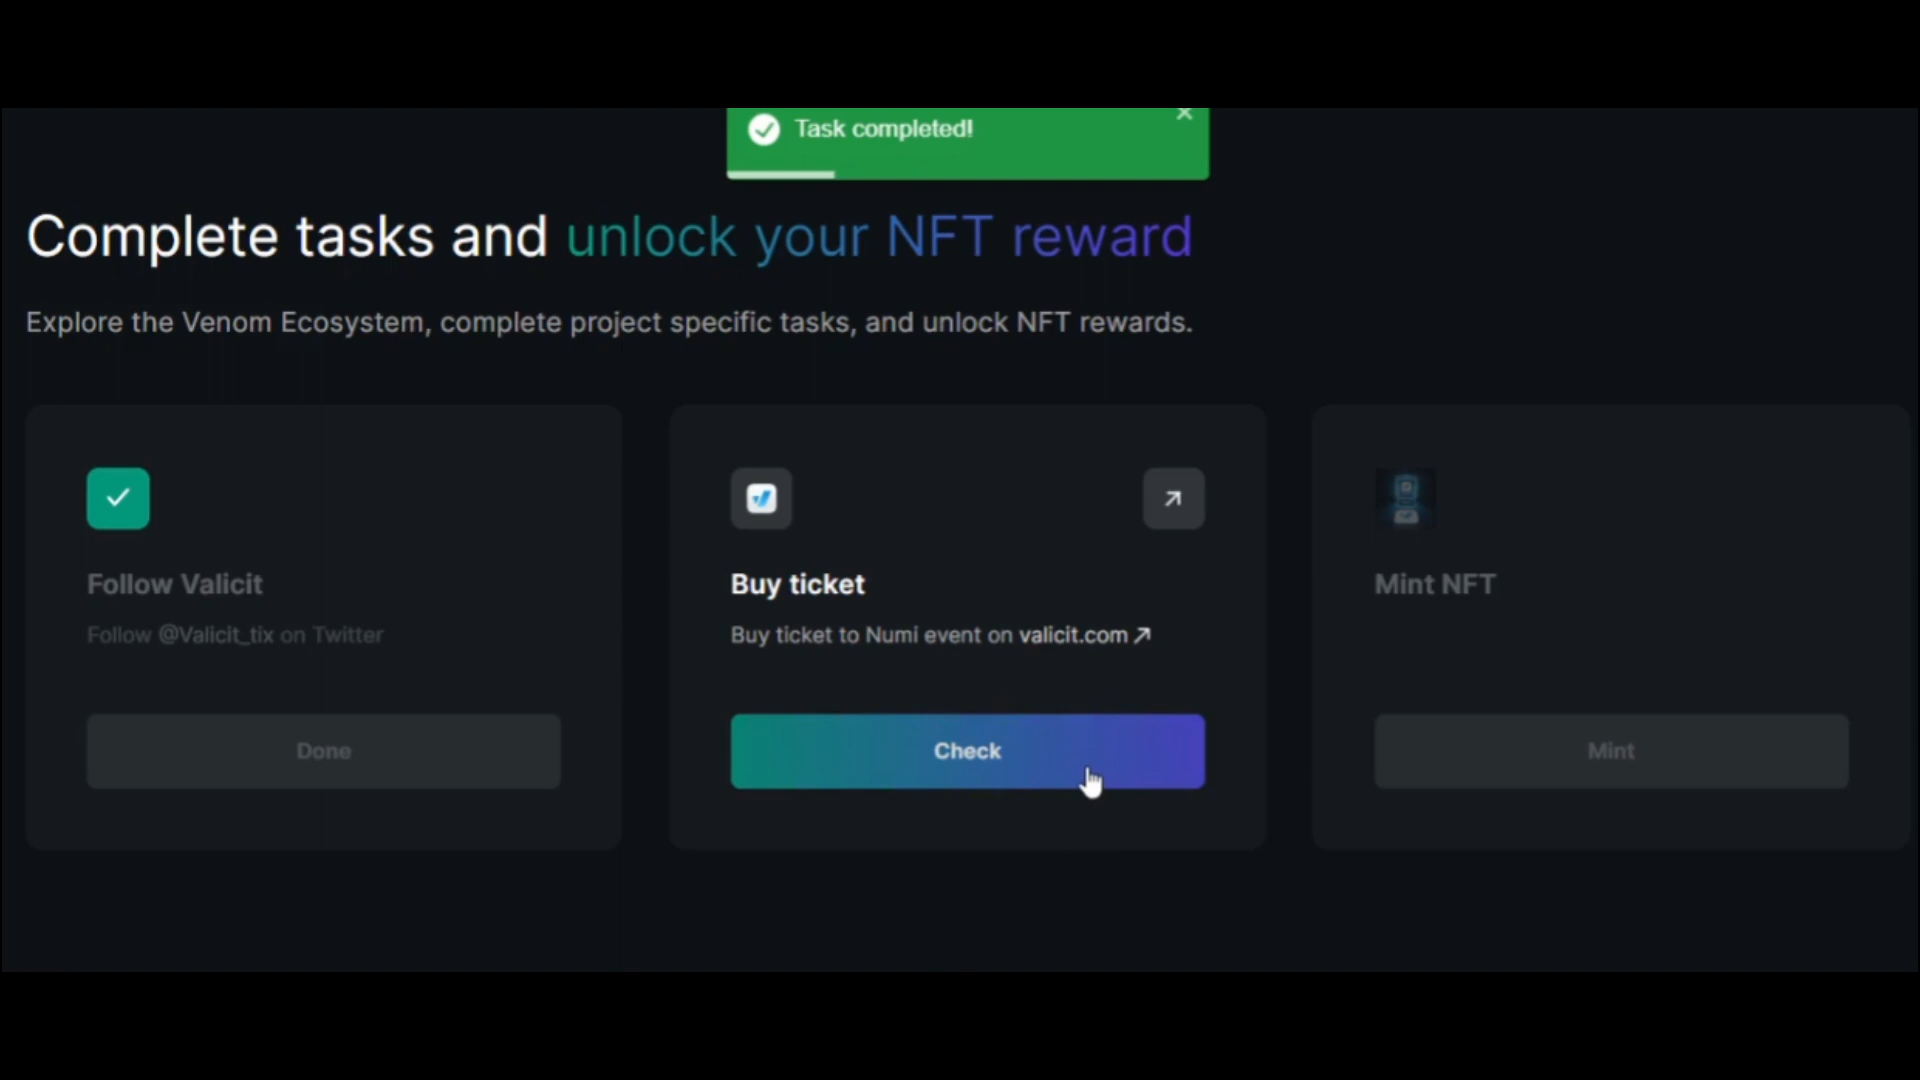 Task completed!
Complete tasks and unlock your NFT reward
Explore the Venom Ecosystem, complete project specific tasks, and unlock NFT rewards.
Follow Valicit
Follow @Valicit_tix on Twitter
Done
Buy ticket
Buy ticket to Numi event on valicit.com
Check
Mint NFT
Mint